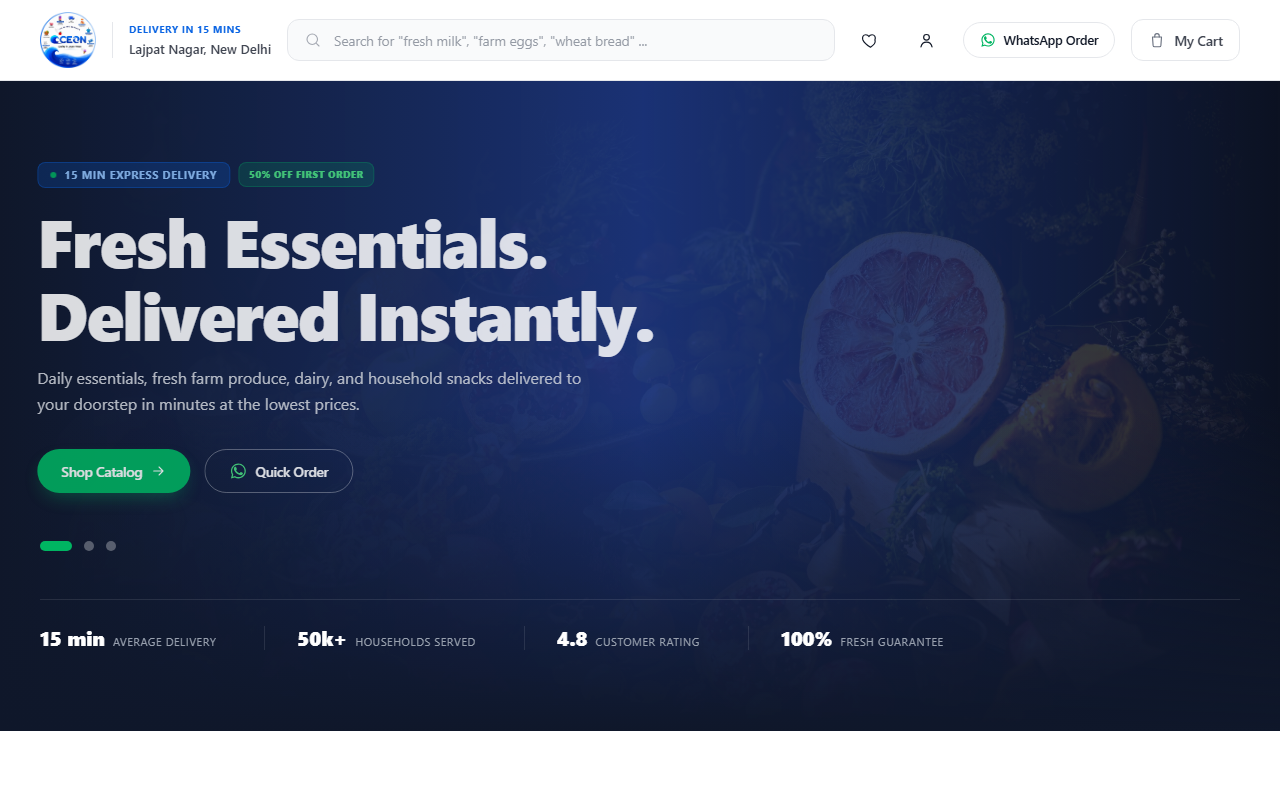 OCEON
DELIVERY IN 15 MINS
Lajpat Nagar, New Delhi
Search for "fresh milk", "farm eggs", "wheat bread" ...
WhatsApp Order
My Cart
15 MIN EXPRESS DELIVERY
50% OFF FIRST ORDER
Fresh Essentials.
Delivered Instantly.
Daily essentials, fresh farm produce, dairy, and household snacks delivered to
your doorstep in minutes at the lowest prices.
Shop Catalog
Quick Order
15 min AVERAGE DELIVERY
50k+ HOUSEHOLDS SERVED
4.8 CUSTOMER RATING
100% FRESH GUARANTEE